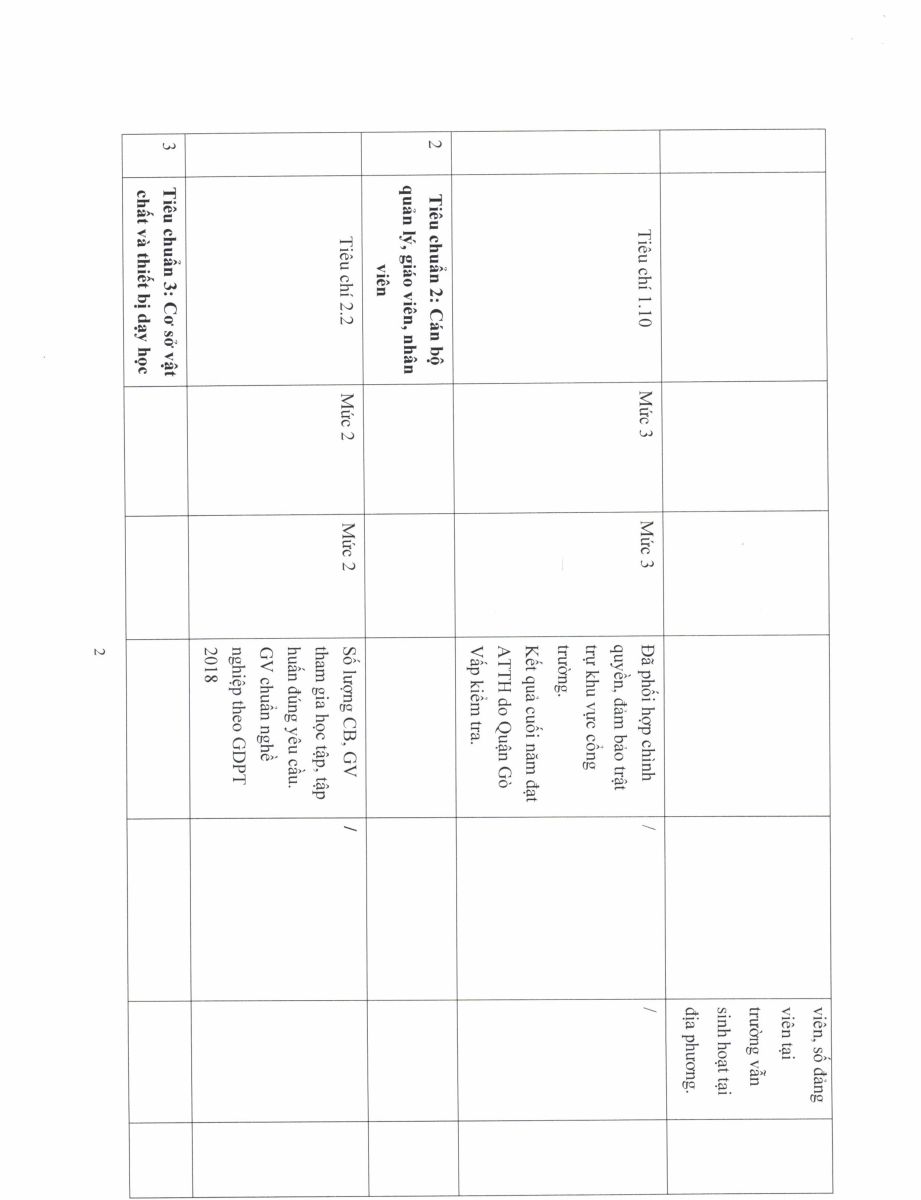 viên, số đảng
viên tại
trường vẫn
sinh hoạt tại
địa phương.
Tiêu chí 1.10
Mức 3
Mức 3
Đã phối hợp chình
quyền, đảm bảo trật
trự khu vực cổng
trường.
Kết quả cuối năm đạt
ATTH do Quận Gò
Vấp kiểm tra.
/
/
2
Tiêu chuẩn 2: Cán bộ
quản lý, giáo viên, nhân
viên
Tiêu chí 2.2
Mức 2
Mức 2
Số lượng CB, GV
tham gia học tập, tập
huấn đúng yêu cầu.
GV chuẩn nghề
nghiệp theo GDPT
2018
/
3
Tiêu chuẩn 3: Cơ sở vật
chất và thiết bị dạy học
2